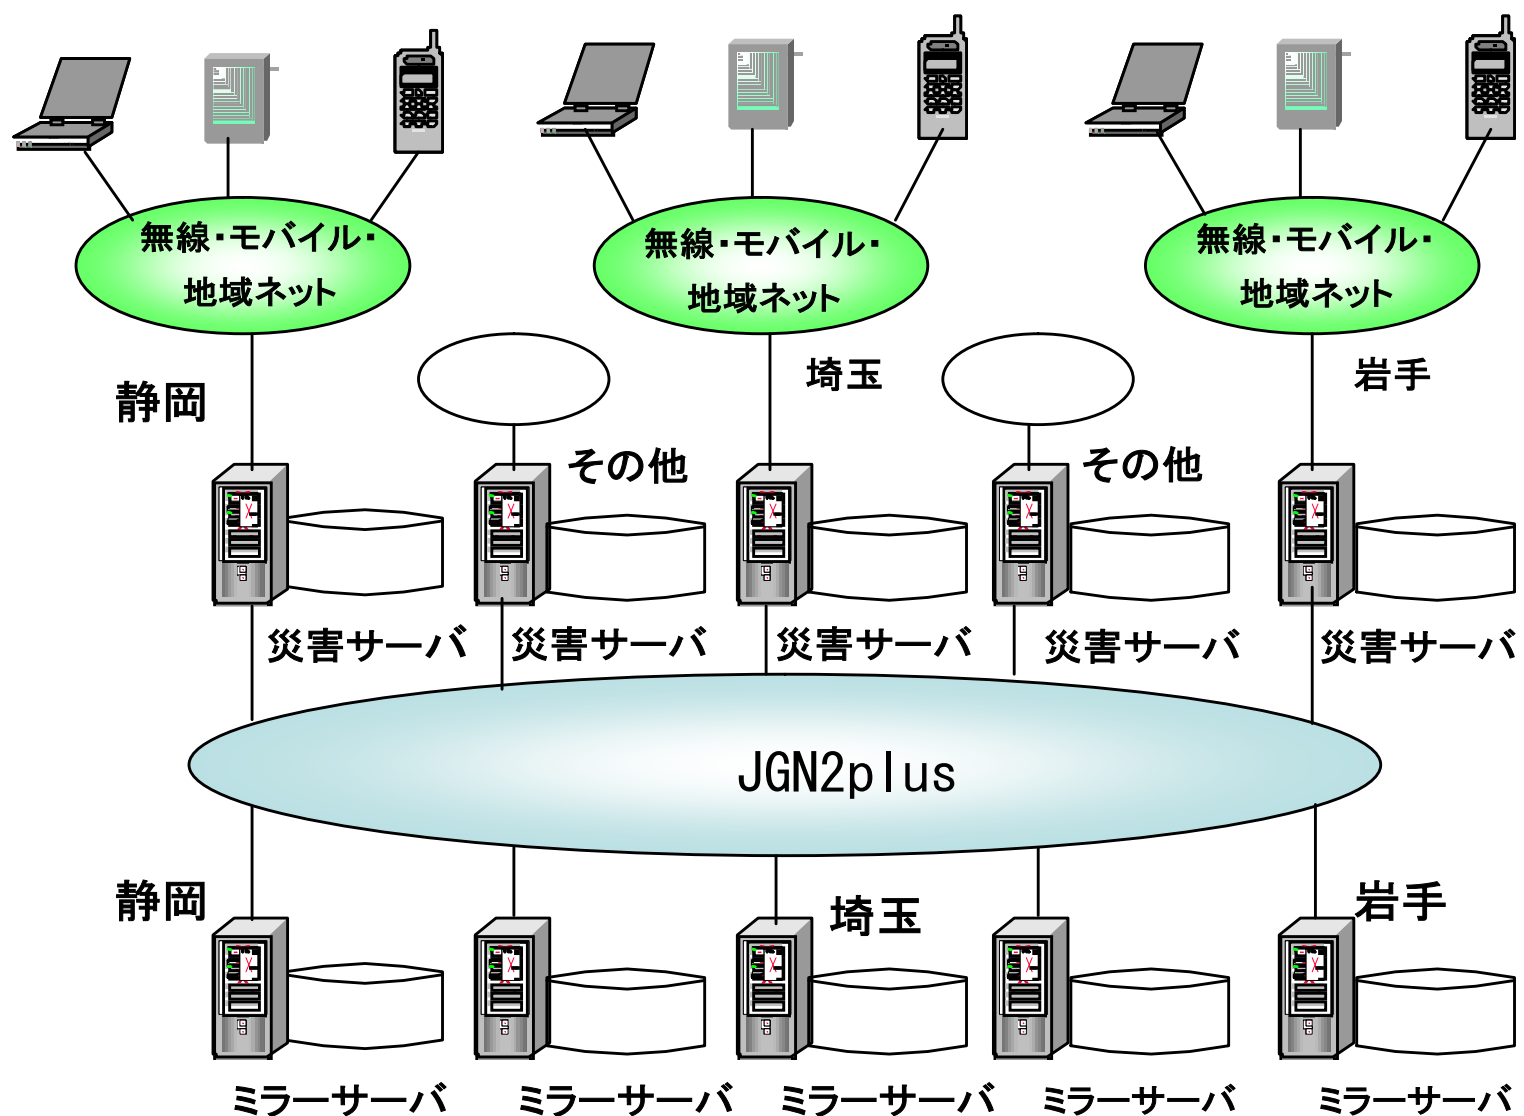 無線・モバイル・
地域ネット
無線・モバイル・
地域ネット
無線・モバイル・
地域ネット
静岡
埼玉
岩手
その他
その他
災害サーバ
災害サーバ
災害サーバ
災害サーバ
災害サーバ
JGN2plus
静岡
埼玉
岩手
ミラーサーバ
ミラーサーバ
ミラーサーバ
ミラーサーバ
ミラーサーバ